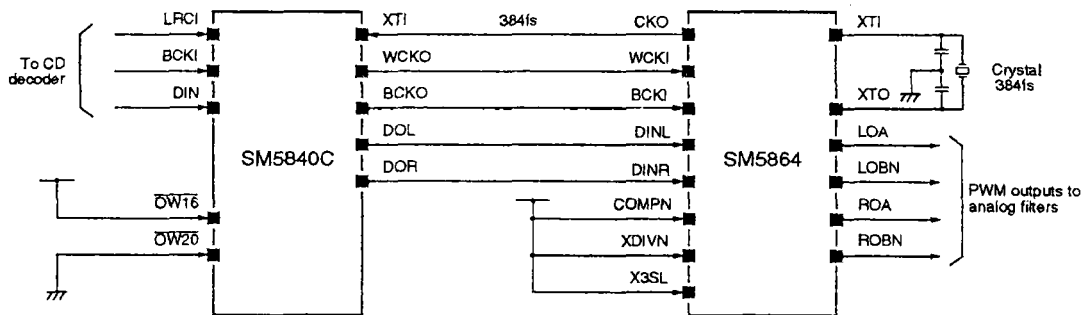 LRCI
BCKI
DIN
To CD
decoder
OW16
OW20
SM5840C
XTI
WCKO
BCKO
DOL
DOR
384fs
CKO
WCKI
BCKI
DINL
DINR
COMPN
XDIVN
X3SL
SM5864
XTI
XTO
LOA
LOBN
ROA
ROBN
Crystal
384fs
PWM outputs to
analog filters